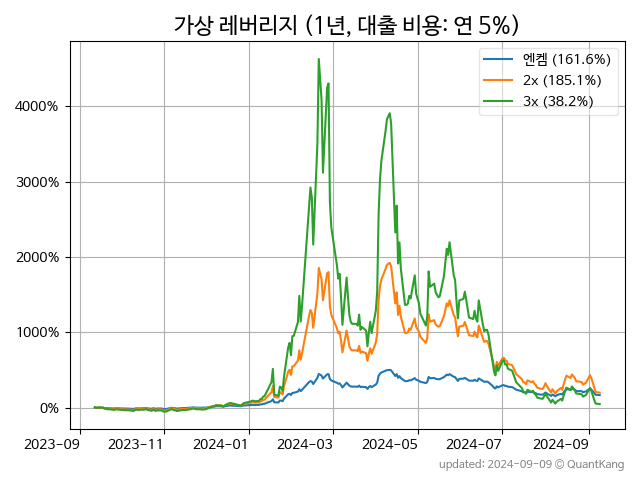 가상 레버리지 (1년, 대출 비용: 연 5%)
엔켐 (161.6%)
2x (185.1%)
3x (38.2%)
4000%
3000%
2000%
1000%
0%
2023-09 2023-11 2024-01 2024-03 2024-05 2024-07 2024-09
updated: 2024-09-09 © QuantKang